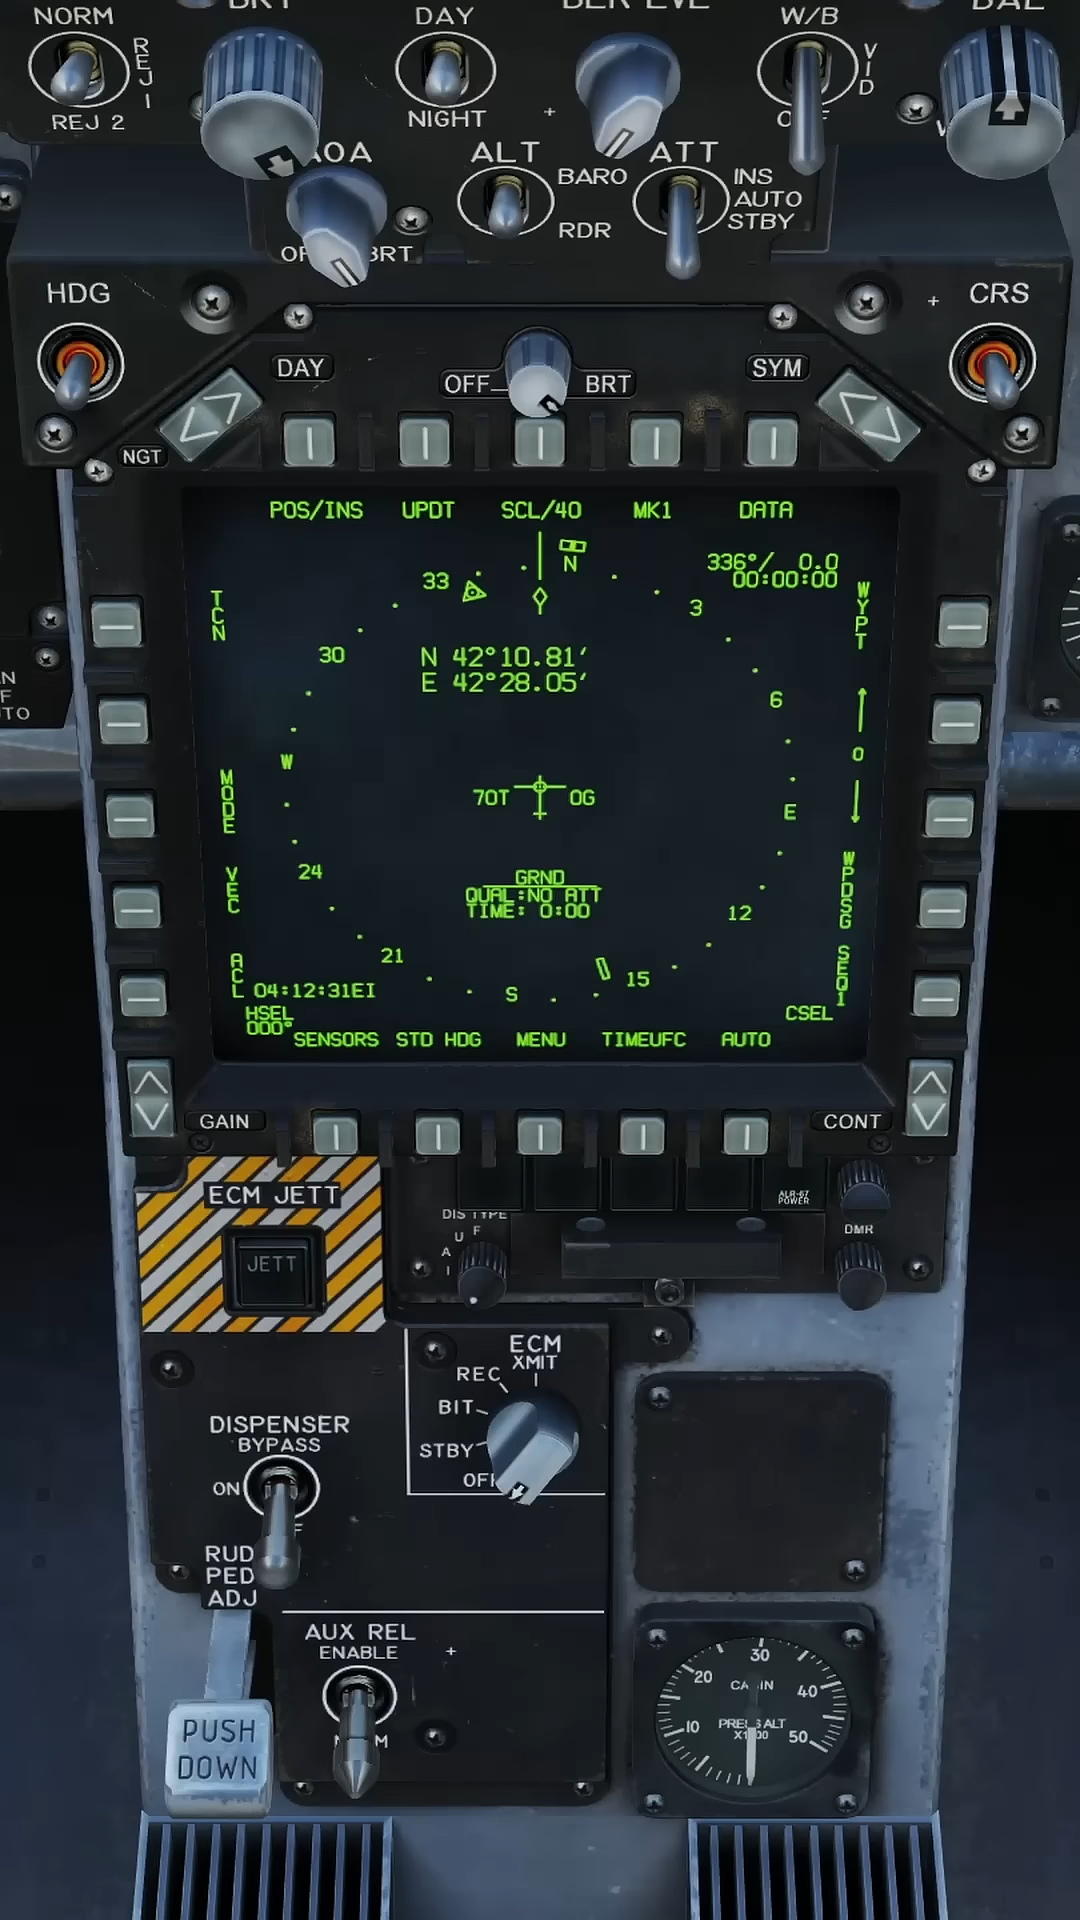 NORM
REJ 1
REJ 2
DAY
NIGHT
W/B
VID
AOA
BRT
ALT
BARO
RDR
ATT
INS
AUTO
STBY
HDG
CRS
DAY
OFF
BRT
SYM
NGT
POS/INS UPDT SCL/40 MK1 DATA
336°/ 0.0
00:00:00
N
33
3
30
6
W
E
24
12
21
15
S
TCN
WYPT
N 42°10.81′
E 42°28.05′
0
MODE
70T 0G
VEC
WPDSG
GRND
QUAL:NO ATT
TIME: 0:00
ACL
SEQ1
04:12:31EI
HSEL
000°
CSEL
SENSORS STD HDG MENU TIMEUFC AUTO
GAIN
CONT
ECM JETT
JETT
ALR-67
POWER
DIS TYPE
U F
A
I
DMR
ECM
XMIT
REC
BIT
STBY
DISPENSER
BYPASS
ON
RUD
PED
ADJ
AUX REL
ENABLE
PUSH
DOWN
30
20
40
10
50